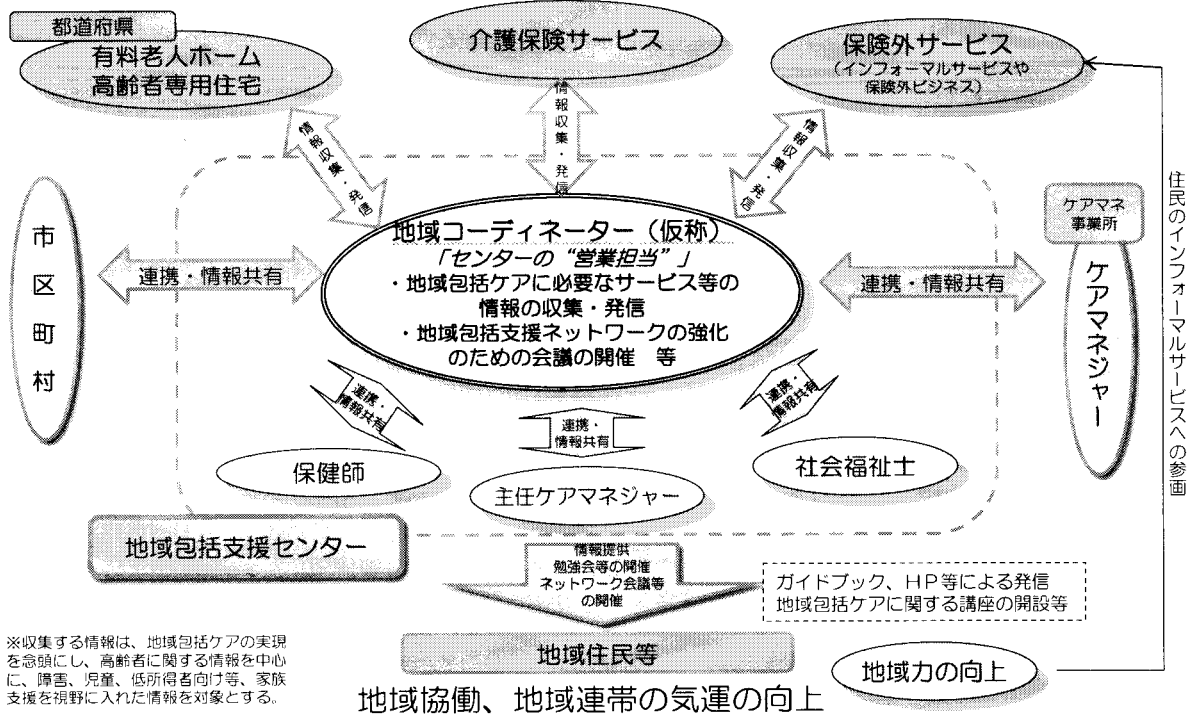 都道府県
有料老人ホーム
高齢者専用住宅
介護保険サービス
保険外サービス
(インフォーマルサービスや
保険外ビジネス)
情報収集・発信
情報収集・発信
情報収集・発信
市区町村
連携・情報共有
地域コーディネーター(仮称)
「センターの“営業担当”」
・地域包括ケアに必要なサービス等の
情報の収集・発信
・地域包括支援ネットワークの強化
のための会議の開催 等
連携・情報共有
ケアマネ
事業所
ケアマネジャー
住民のインフォーマルサービスへの参画
連携・
情報共有
連携・
情報共有
連携・
情報共有
保健師
主任ケアマネジャー
社会福祉士
地域包括支援センター
情報提供
勉強会等の開催
ネットワーク会議等
の開催
ガイドブック、HP等による発信
地域包括ケアに関する講座の開設等
地域住民等
地域力の向上
※収集する情報は、地域包括ケアの実現
を念頭にし、高齢者に関する情報を中心
に、障害、児童、低所得者向け等、家族
支援を視野に入れた情報を対象とする。
地域協働、地域連帯の気運の向上